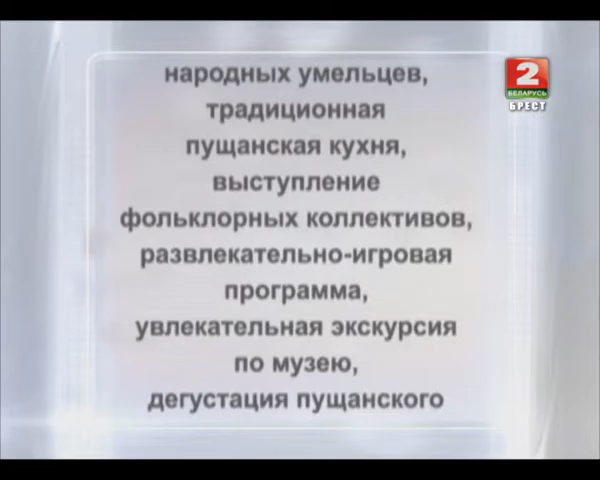 народных умельцев,
традиционная
пущанская кухня,
выступление
фольклорных коллективов,
развлекательно-игровая
программа,
увлекательная экскурсия
по музею,
дегустация пущанского
2
БЕЛАРУСЬ
БРЕСТ